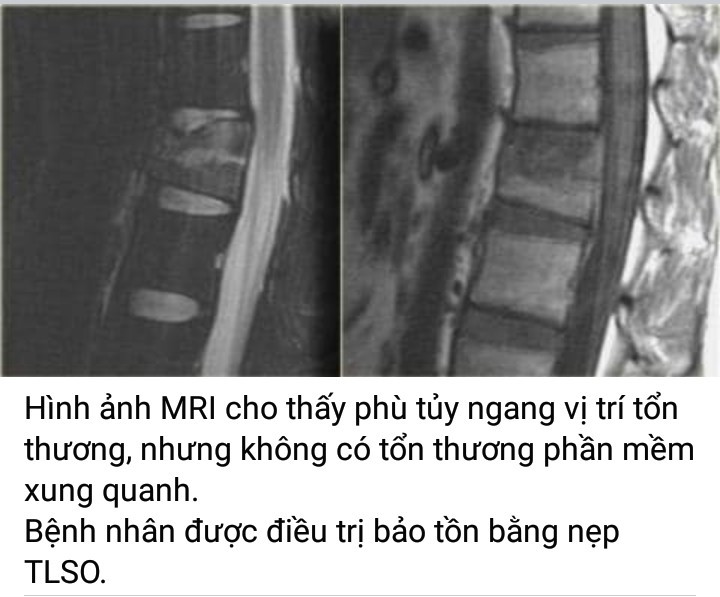 Hình ảnh MRI cho thấy phù tủy ngang vị trí tổn
thương, nhưng không có tổn thương phần mềm
xung quanh.
Bệnh nhân được điều trị bảo tồn bằng nẹp
TLSO.